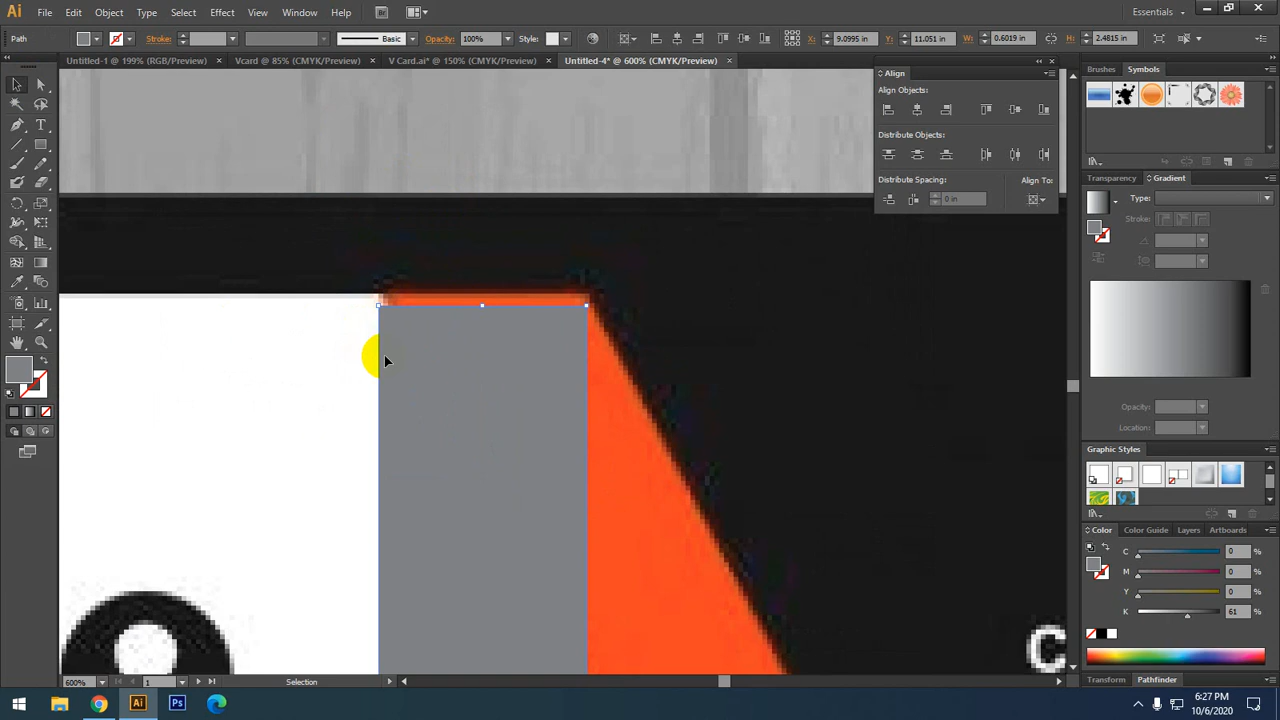 Ai File Edit Object Type Select Effect View Window Help Br Essentials
Path Stroke: Basic Opacity: 100% Style: X: 9.0995 in Y: 11.051 in W: 0.6019 in H: 2.4815 in
Untitled-1 @ 199% (RGB/Preview) × Vcard @ 85% (CMYK/Preview) × V Card.ai* @ 150% (CMYK/Preview) × Untitled-4* @ 600% (CMYK/Preview) ×
Align
Align Objects:
Distribute Objects:
Distribute Spacing: Align To:
0 in
Brushes Symbols
Transparency Gradient
Type:
Stroke:
Opacity:
Location:
Graphic Styles
Color Color Guide Layers Artboards
C 0 %
M 0 %
Y 0 %
K 61 %
Transform Pathfinder
C
600% 1 Selection
Ai Ps 6:27 PM
10/6/2020